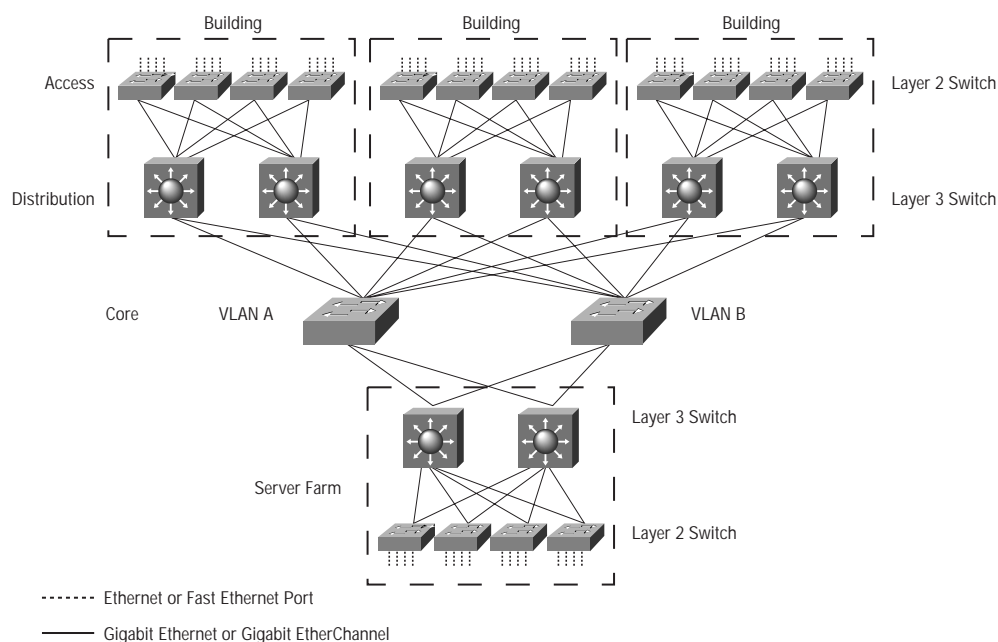 Building
Building
Building
Access
Layer 2 Switch
Distribution
Layer 3 Switch
Core
VLAN A
VLAN B
Layer 3 Switch
Server Farm
Layer 2 Switch
Ethernet or Fast Ethernet Port
Gigabit Ethernet or Gigabit EtherChannel